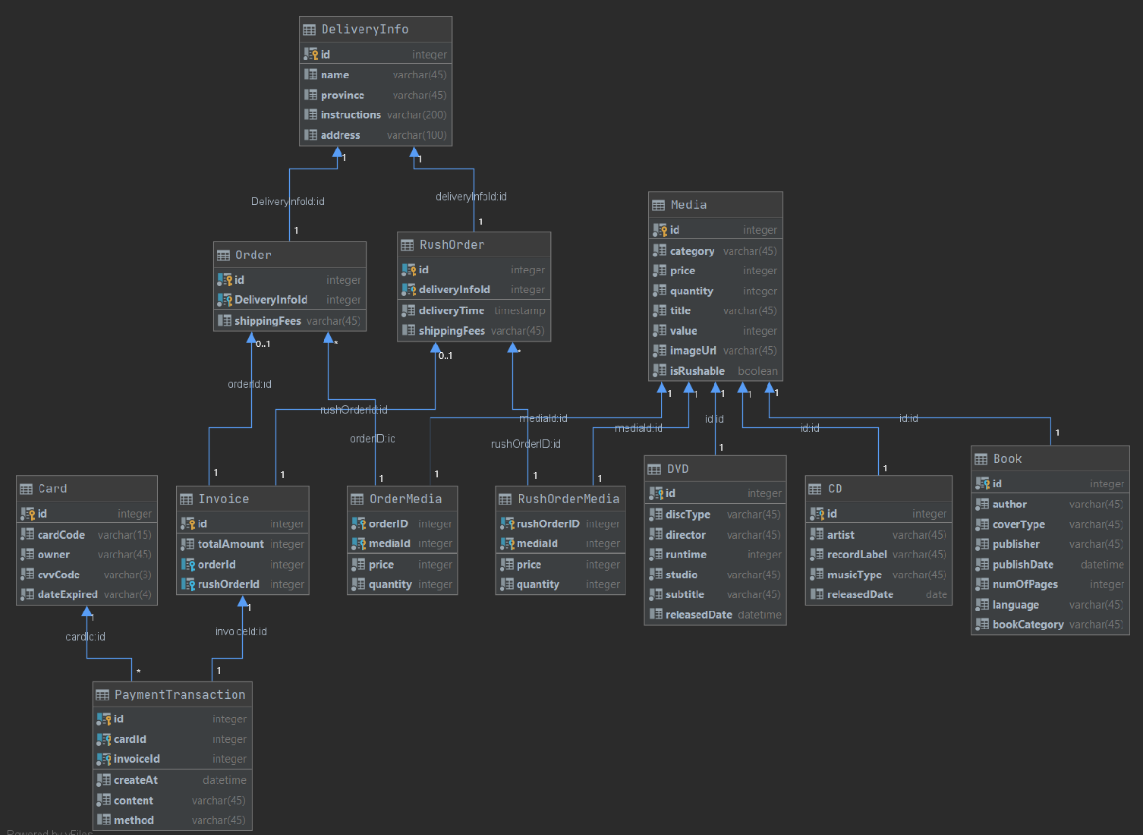 DeliveryInfo
id integer
name varchar(45)
province varchar(45)
instructions varchar(200)
address varchar(100)
1
1
DeliveryInfoId:id
deliveryInfoId:id
1
1
Order
id integer
DeliveryInfoId integer
shippingFees varchar(45)
RushOrder
id integer
deliveryInfoId integer
deliveryTime timestamp
shippingFees varchar(45)
Media
id integer
category varchar(45)
price integer
quantity integer
title varchar(45)
value integer
imageUrl varchar(45)
isRushable boolean
0..1
*
0..1
*
1
1
1
1
1
orderId:id
rushOrderId:id
orderID:id
mediaId:id
rushOrderID:id
mediaId:id
id:id
id:id
id:id
1
1
1
1
1
1
1
1
1
Card
id integer
cardCode varchar(15)
owner varchar(45)
cvvCode varchar(3)
dateExpired varchar(4)
Invoice
id integer
totalAmount integer
orderId integer
rushOrderId integer
OrderMedia
orderID integer
mediaId integer
price integer
quantity integer
RushOrderMedia
rushOrderID integer
mediaId integer
price integer
quantity integer
DVD
id integer
discType varchar(45)
director varchar(45)
runtime integer
studio varchar(45)
subtitle varchar(45)
releasedDate datetime
CD
id integer
artist varchar(45)
recordLabel varchar(45)
musicType varchar(45)
releasedDate date
Book
id integer
author varchar(45)
coverType varchar(45)
publisher varchar(45)
publishDate datetime
numOfPages integer
language varchar(45)
bookCategory varchar(45)
1
1
cardId:id
invoiceId:id
*
1
PaymentTransaction
id integer
cardId integer
invoiceId integer
createAt datetime
content varchar(45)
method varchar(45)
Powered by yFiles